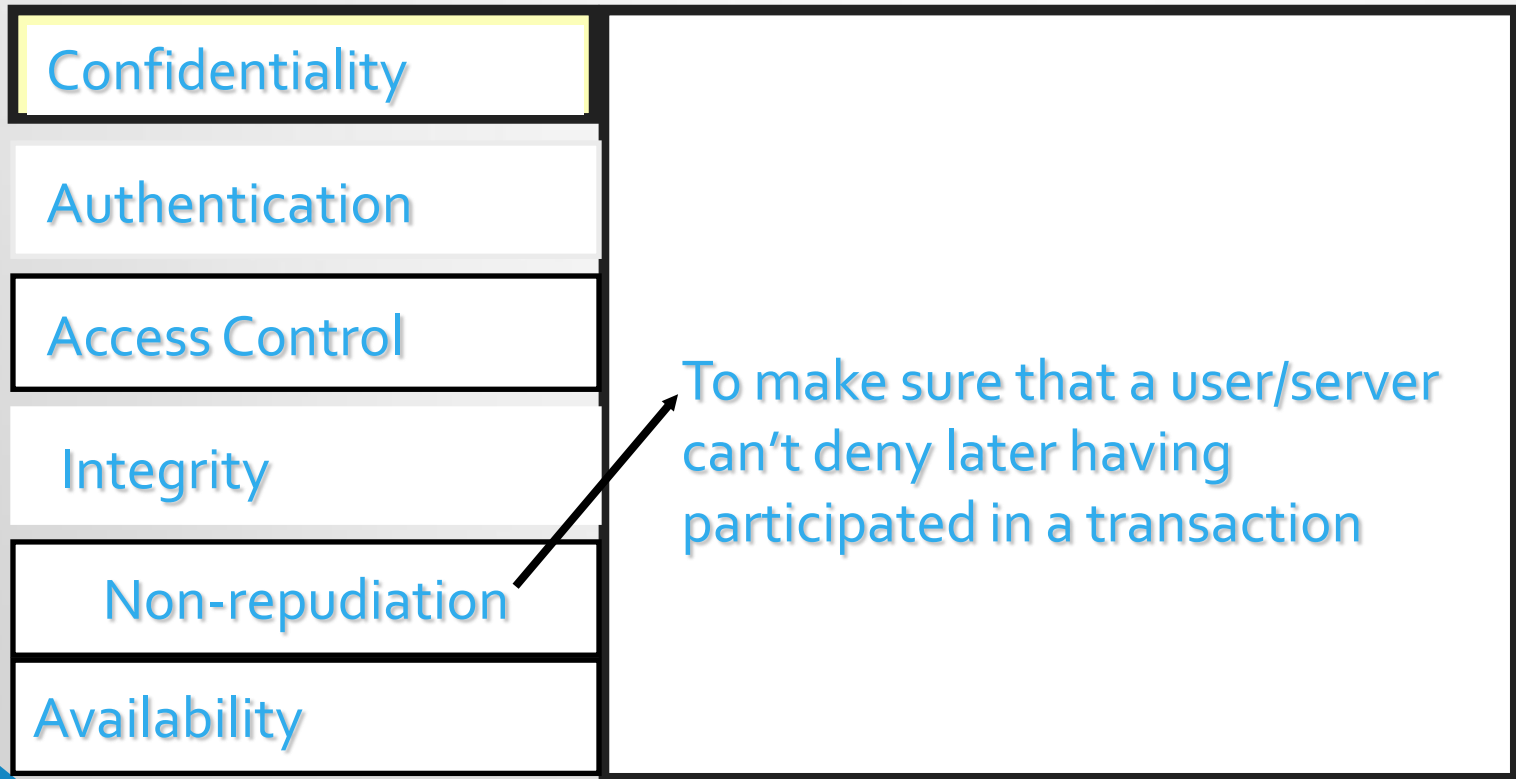 Confidentiality
Authentication
Access Control
Integrity
Non-repudiation
Availability
To make sure that a user/server
can’t deny later having
participated in a transaction